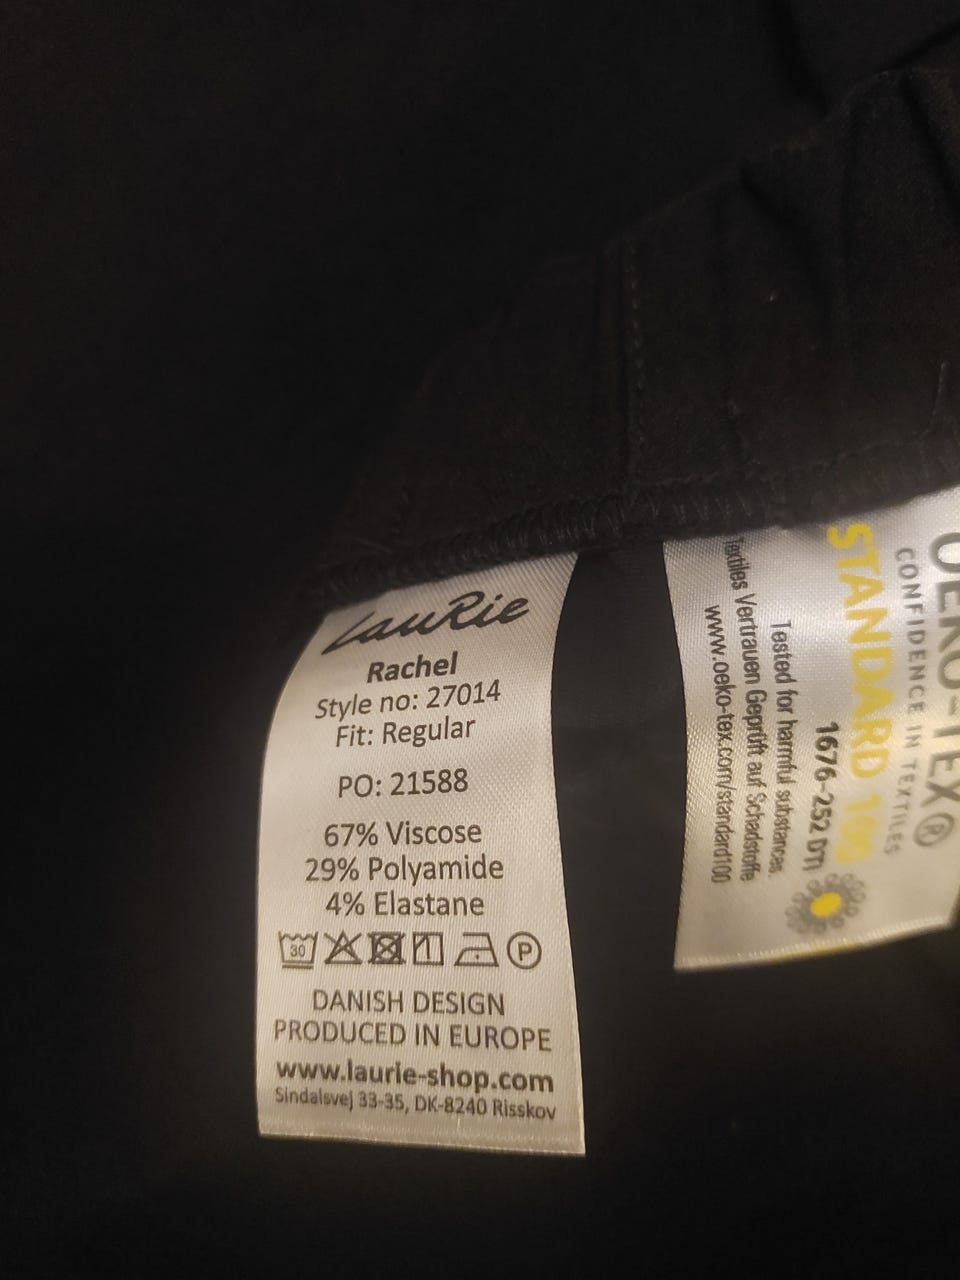 LauRie
Rachel
Style no: 27014
Fit: Regular
PO: 21588
67% Viscose
29% Polyamide
4% Elastane
30
P
DANISH DESIGN
PRODUCED IN EUROPE
www.laurie-shop.com
Sindalsvej 33-35, DK-8240 Risskov
OEKO-TEX®
CONFIDENCE IN TEXTILES
STANDARD 100
1676-252 DTI
Tested for harmful substances.
Textiles Vertrauen Geprüft auf Schadstoffe
www.oeko-tex.com/standard100